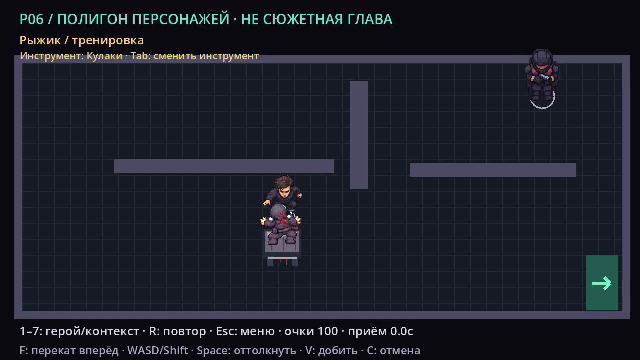 P06 / ПОЛИГОН ПЕРСОНАЖЕЙ · НЕ СЮЖЕТНАЯ ГЛАВА
Рыжик / тренировка
Инструмент: Кулаки · Tab: сменить инструмент
1–7: герой/контекст · R: повтор · Esc: меню · очки 100 · приём 0.0с
F: перекат вперёд · WASD/Shift · Space: оттолкнуть · V: добить · C: отмена